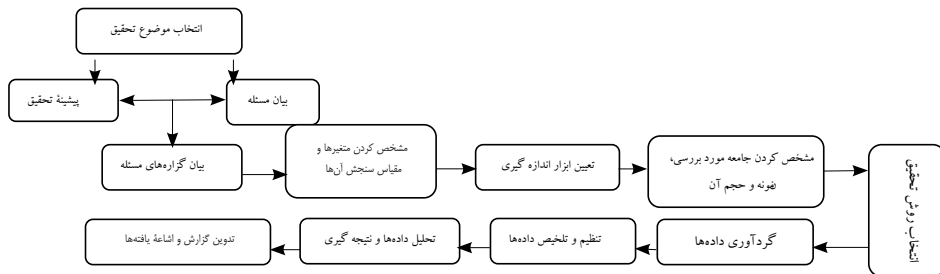 انتخاب موضوع تحقیق
بیان مسئله
پیشینهٔ تحقیق
بیان گزاره‌های مسئله
مشخص کردن متغیرها و
مقیاس سنجش آن‌ها
تعیین ابزار اندازه گیری
مشخص کردن جامعه مورد بررسی،
نمونه و حجم آن
انتخاب روش تحقیق
گردآوری داده‌ها
تنظیم و تلخیص داده‌ها
تحلیل داده‌ها و نتیجه گیری
تدوین گزارش و اشاعهٔ یافته‌ها